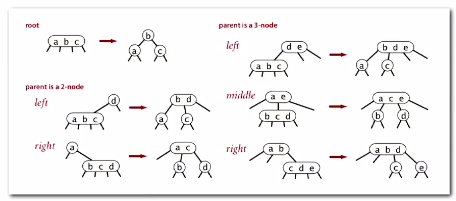 root
a b c
b
a c
parent is a 2-node
left
d
a b c
b d
a c
right
a
b c d
a c
b d
parent is a 3-node
left
d e
a b c
b d e
a c
middle
a e
b c d
a c e
b d
right
a b
c d e
a b d
c e